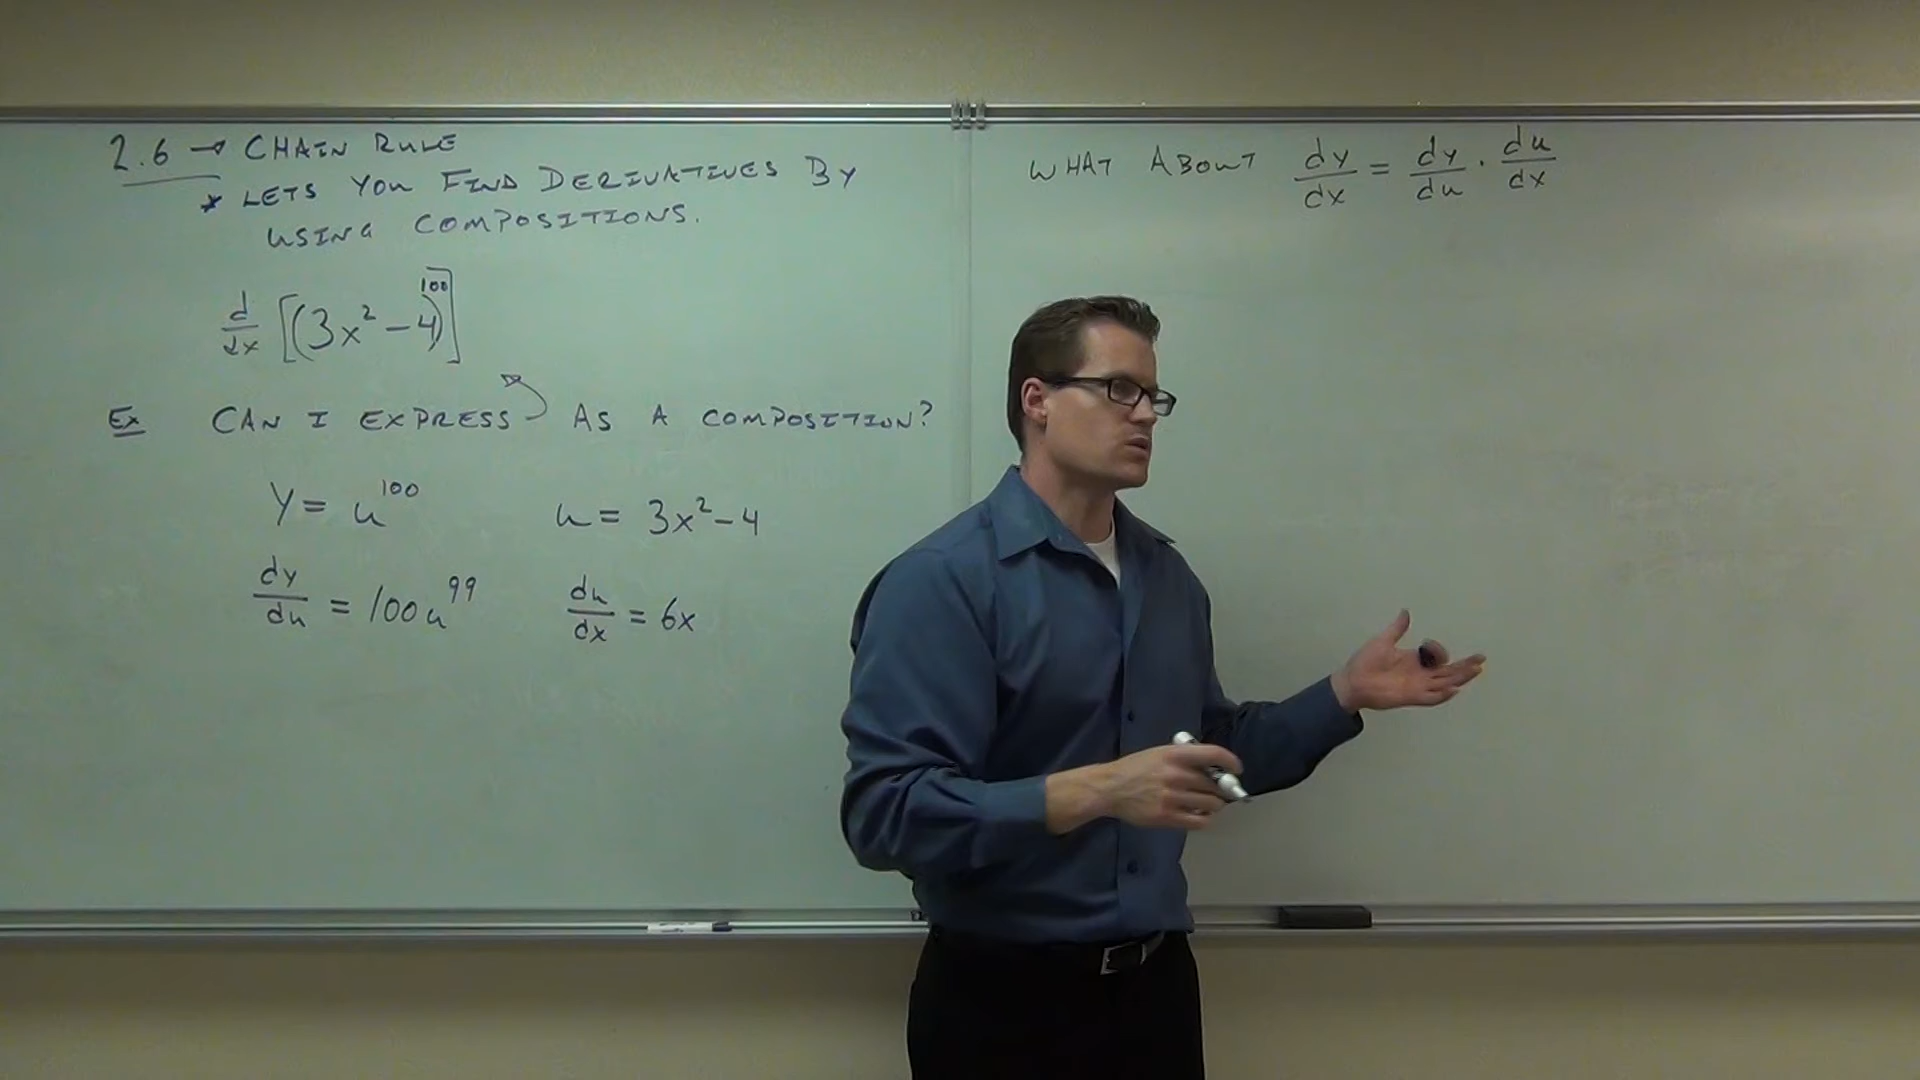 2.6 → CHAIN RULE
* LETS YOU FIND DERIVATIVES BY
USING COMPOSITIONS.
d/dx [(3x² - 4)¹⁰⁰]
Ex CAN I EXPRESS AS A COMPOSITION?
y = u¹⁰⁰ u = 3x² - 4
dy/du = 100u⁹⁹ du/dx = 6x
WHAT ABOUT dy/dx = dy/du · du/dx